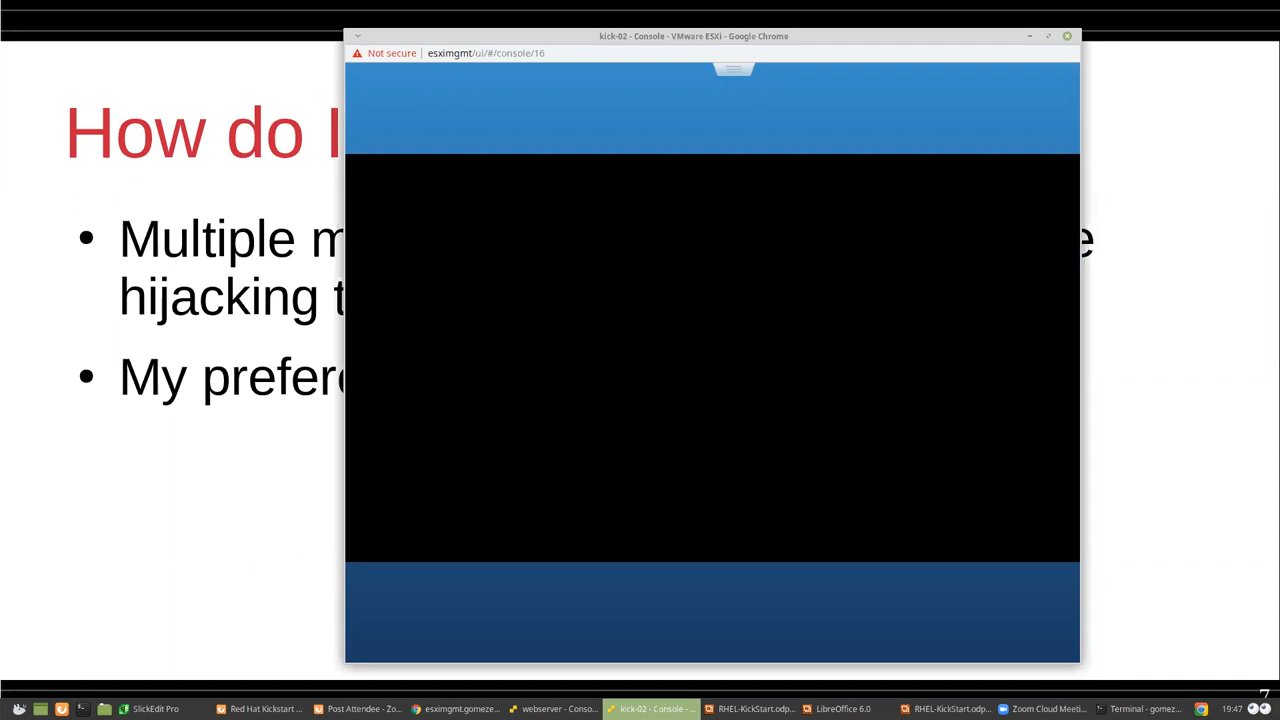 kick-02 - Console - VMware ESXi - Google Chrome
Not secure esximgmt/ui/#/console/16
How do I
• Multiple m e
hijacking t
• My prefer
7
SlickEdit Pro Red Hat Kickstart ... Post Attendee - Zo... esximgmt.gomeze... webserver - Conso... kick-02 - Console - ... RHEL-KickStart.odp... LibreOffice 6.0 RHEL-KickStart.odp... Zoom Cloud Meeti... Terminal - gomez... 19:47